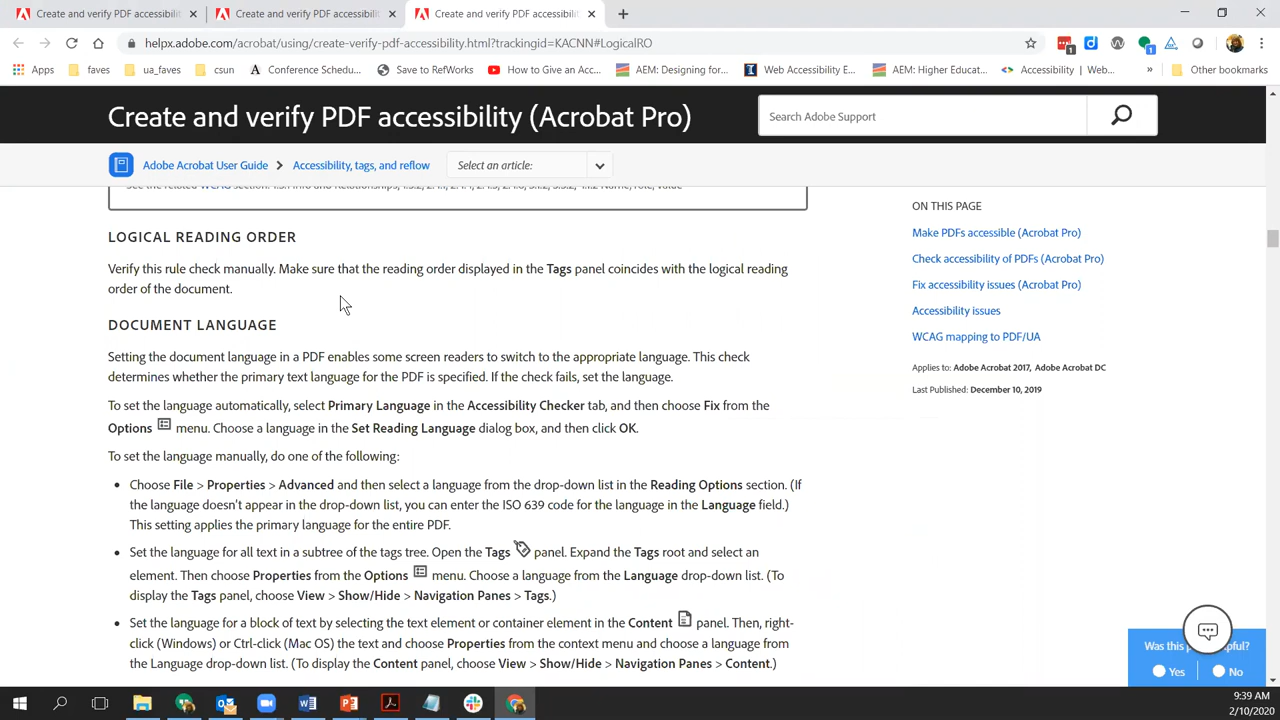 Create and verify PDF accessibili
Create and verify PDF accessibili
Create and verify PDF accessibili
helpx.adobe.com/acrobat/using/create-verify-pdf-accessibility.html?trackingid=KACNN#LogicalRO
Apps faves ua_faves csun Conference Schedu... Save to RefWorks How to Give an Acc... AEM: Designing for... Web Accessibility E... AEM: Higher Educat... Accessibility | Web... » Other bookmarks
Create and verify PDF accessibility (Acrobat Pro)
Search Adobe Support
Adobe Acrobat User Guide > Accessibility, tags, and reflow
Select an article:
LOGICAL READING ORDER
Verify this rule check manually. Make sure that the reading order displayed in the Tags panel coincides with the logical reading
order of the document.
DOCUMENT LANGUAGE
Setting the document language in a PDF enables some screen readers to switch to the appropriate language. This check
determines whether the primary text language for the PDF is specified. If the check fails, set the language.
To set the language automatically, select Primary Language in the Accessibility Checker tab, and then choose Fix from the
Options menu. Choose a language in the Set Reading Language dialog box, and then click OK.
To set the language manually, do one of the following:
• Choose File > Properties > Advanced and then select a language from the drop-down list in the Reading Options section. (If
the language doesn't appear in the drop-down list, you can enter the ISO 639 code for the language in the Language field.)
This setting applies the primary language for the entire PDF.
• Set the language for all text in a subtree of the tags tree. Open the Tags panel. Expand the Tags root and select an
element. Then choose Properties from the Options menu. Choose a language from the Language drop-down list. (To
display the Tags panel, choose View > Show/Hide > Navigation Panes > Tags.)
• Set the language for a block of text by selecting the text element or container element in the Content panel. Then, right-
click (Windows) or Ctrl-click (Mac OS) the text and choose Properties from the context menu and choose a language from
the Language drop-down list. (To display the Content panel, choose View > Show/Hide > Navigation Panes > Content.)
ON THIS PAGE
Make PDFs accessible (Acrobat Pro)
Check accessibility of PDFs (Acrobat Pro)
Fix accessibility issues (Acrobat Pro)
Accessibility issues
WCAG mapping to PDF/UA
Applies to: Adobe Acrobat 2017, Adobe Acrobat DC
Last Published: December 10, 2019
Was this p elpful?
Yes No
9:39 AM
2/10/2020